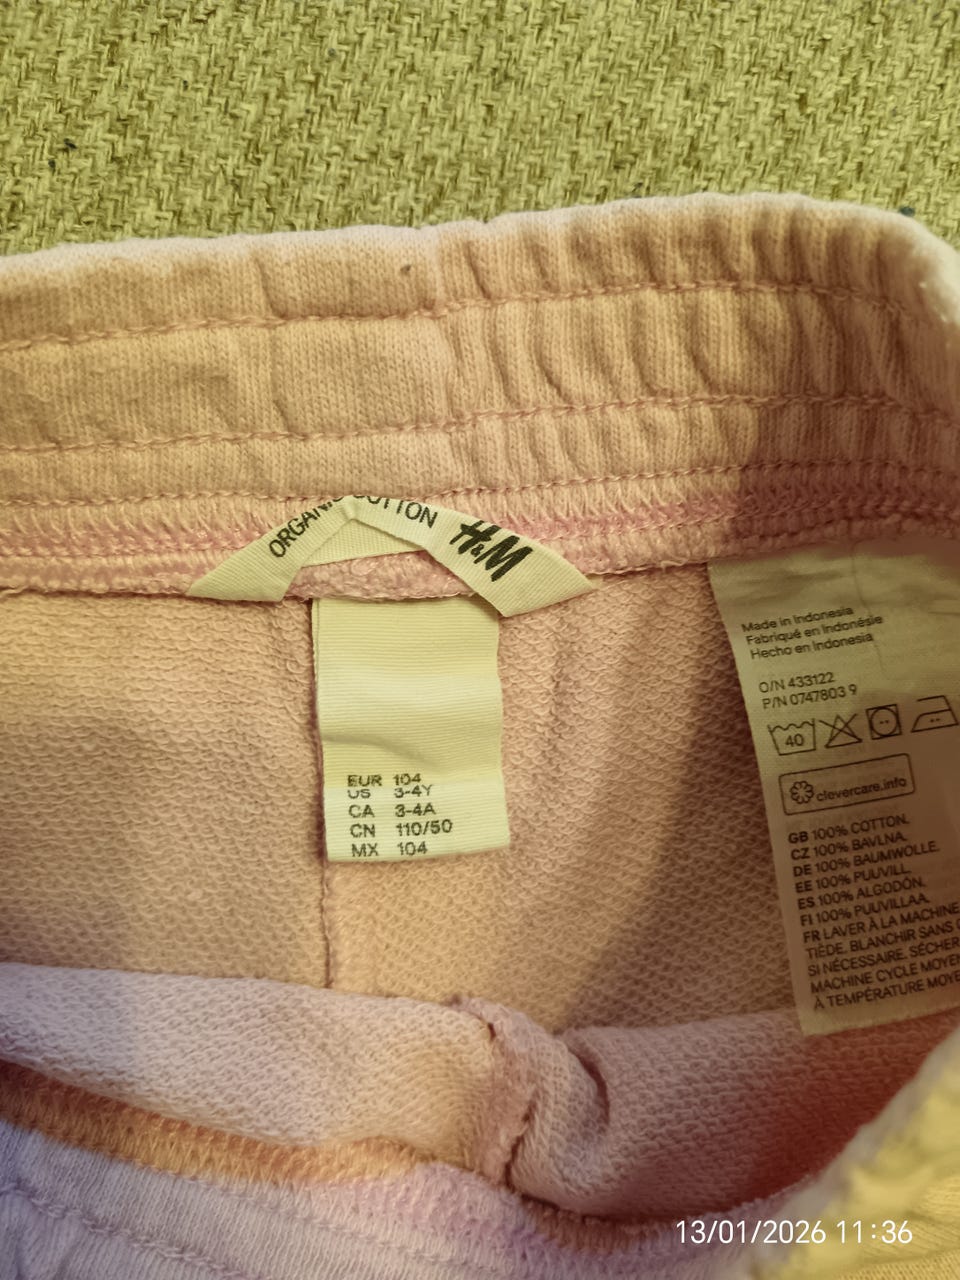 ORGANIC COTTON H&M
EUR 104
US 3-4Y
CA 3-4A
CN 110/50
MX 104
Made in Indonesia
Fabriqué en Indonésie
Hecho en Indonesia
O/N 433122
P/N 0747803 9
40
clevercare.info
GB 100% COTTON.
CZ 100% BAVLNA.
DE 100% BAUMWOLLE.
EE 100% PUUVILL.
ES 100% ALGODÓN.
FI 100% PUUVILLAA.
FR LAVER À LA MACHINE
TIÈDE. BLANCHIR SANS
SI NÉCESSAIRE. SÉCHER
MACHINE CYCLE MOYEN
À TEMPÉRATURE
13/01/2026 11:36